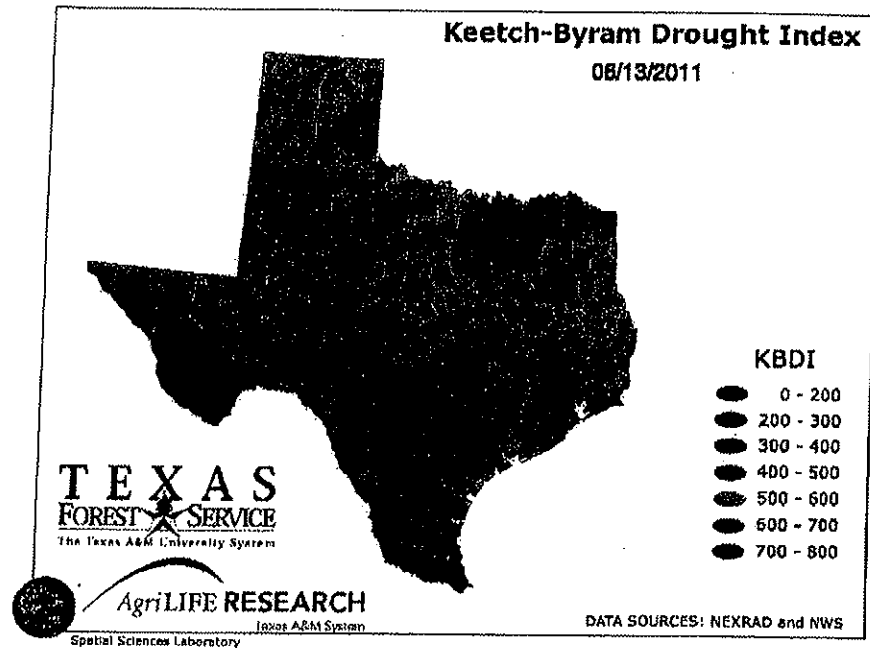 Keetch-Byram Drought Index
06/13/2011
KBDI
0 - 200
200 - 300
300 - 400
400 - 500
500 - 600
600 - 700
700 - 800
TEXAS
FOREST SERVICE
The Texas A&M University System
AgriLIFE RESEARCH
Texas A&M System
Spatial Sciences Laboratory
DATA SOURCES: NEXRAD and NWS